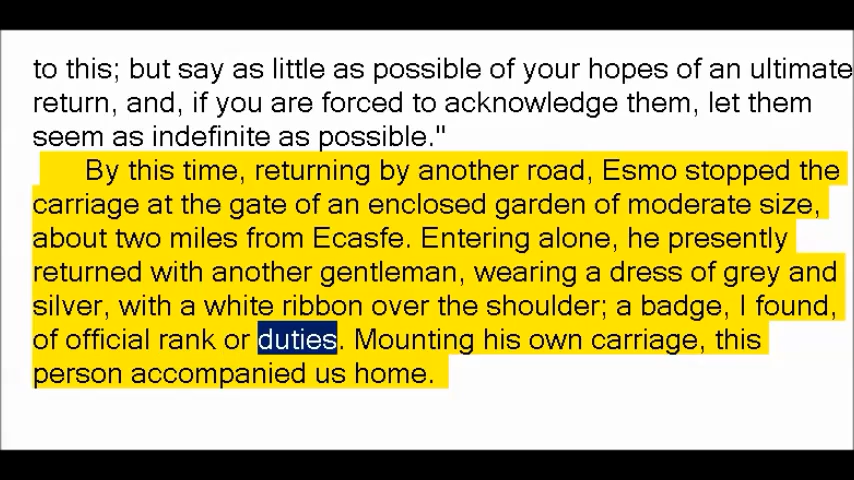 to this; but say as little as possible of your hopes of an ultimate
return, and, if you are forced to acknowledge them, let them
seem as indefinite as possible."
By this time, returning by another road, Esmo stopped the
carriage at the gate of an enclosed garden of moderate size,
about two miles from Ecasfe. Entering alone, he presently
returned with another gentleman, wearing a dress of grey and
silver, with a white ribbon over the shoulder; a badge, I found,
of official rank or duties. Mounting his own carriage, this
person accompanied us home.